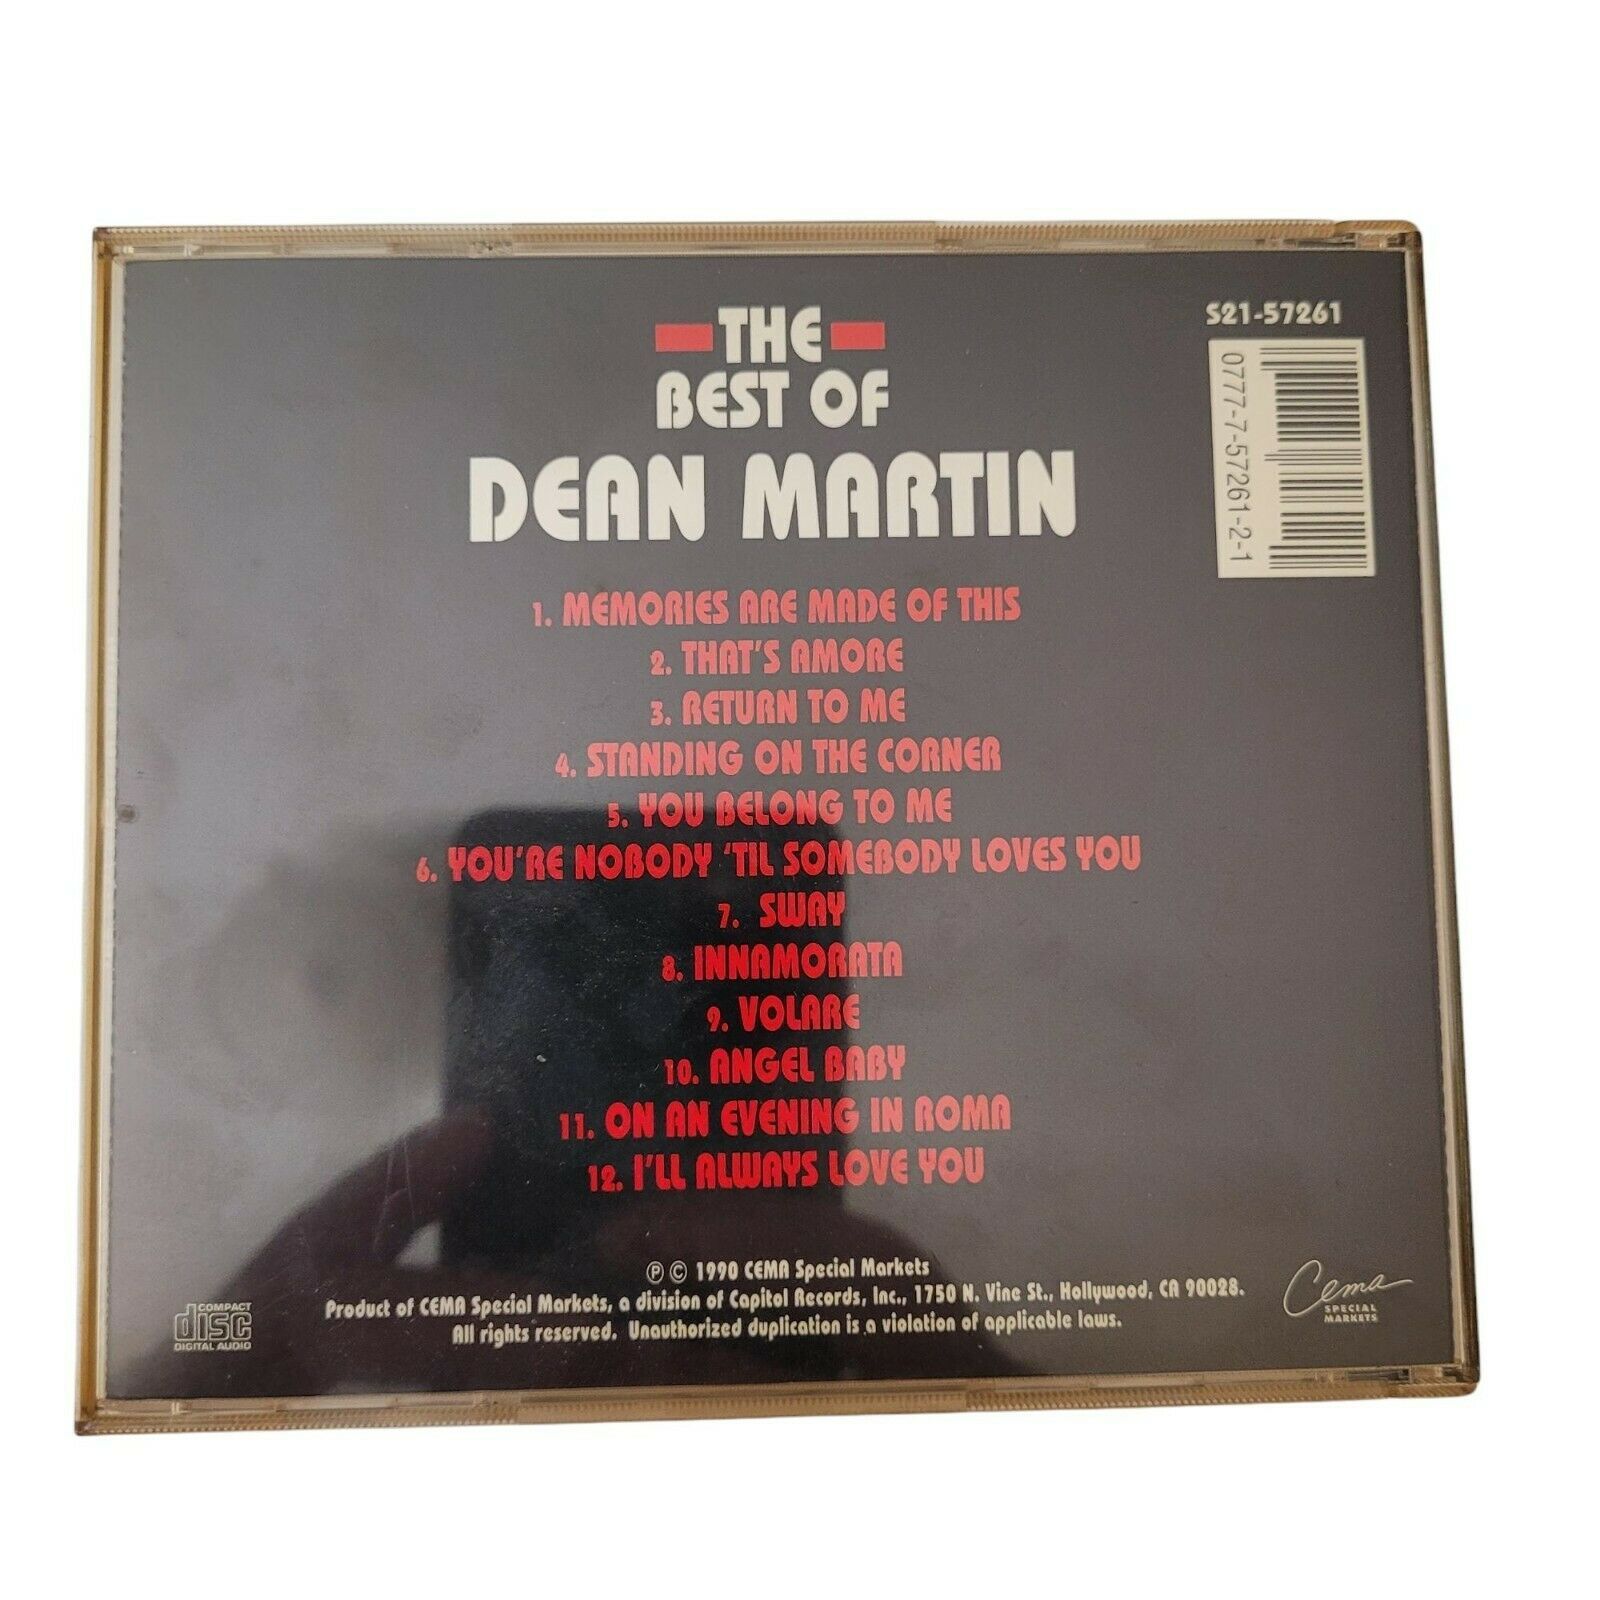 THE
BEST OF
DEAN MARTIN
S21-57261
0777-7-57261-2-1
1. MEMORIES ARE MADE OF THIS
2. THAT'S AMORE
3. RETURN TO ME
4. STANDING ON THE CORNER
5. YOU BELONG TO ME
6. YOU'RE NOBODY 'TIL SOMEBODY LOVES YOU
7. SWAY
8. INNAMORATA
9. VOLARE
10. ANGEL BABY
11. ON AN EVENING IN ROMA
12. I'LL ALWAYS LOVE YOU
℗ © 1990 CEMA Special Markets
Product of CEMA Special Markets, a division of Capitol Records, Inc., 1750 N. Vine St., Hollywood, CA 90028.
All rights reserved. Unauthorized duplication is a violation of applicable laws.
COMPACT
disc
DIGITAL AUDIO
Cema
SPECIAL
MARKETS